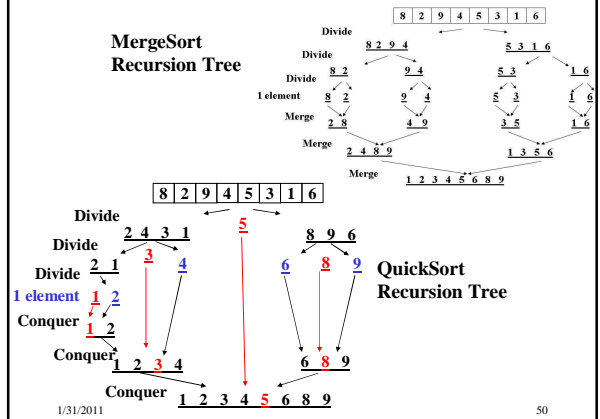 MergeSort
Recursion Tree
8 2 9 4 5 3 1 6
Divide
8 2 9 4 5 3 1 6
Divide
8 2 9 4 5 3 1 6
Divide
8 2 9 4 5 3 1 6
1 element
2 8 4 9 3 5 1 6
Merge
2 4 8 9 1 3 5 6
Merge
1 2 3 4 5 6 8 9
Merge
8 2 9 4 5 3 1 6
Divide
2 4 3 1 5 8 9 6
Divide
3 4 6 8 9
2 1
Divide
QuickSort
Recursion Tree
1 element 1 2
Conquer 1 2
Conquer 1 2 3 4 6 8 9
Conquer 1 2 3 4 5 6 8 9
1/31/2011 50